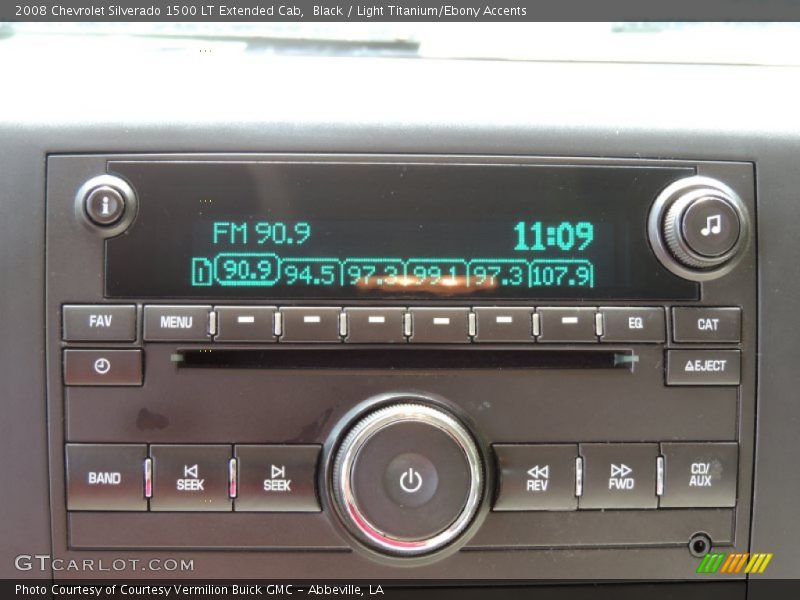 2008 Chevrolet Silverado 1500 LT Extended Cab,  Black / Light Titanium/Ebony Accents
i
FM 90.9 11:09
1 90.9 94.5 97.3 99.1 97.3 107.9
FAV MENU EQ CAT
EJECT
BAND SEEK SEEK REV FWD CD/AUX
GTCARLOT.COM
Photo Courtesy of Courtesy Vermilion Buick GMC - Abbeville, LA